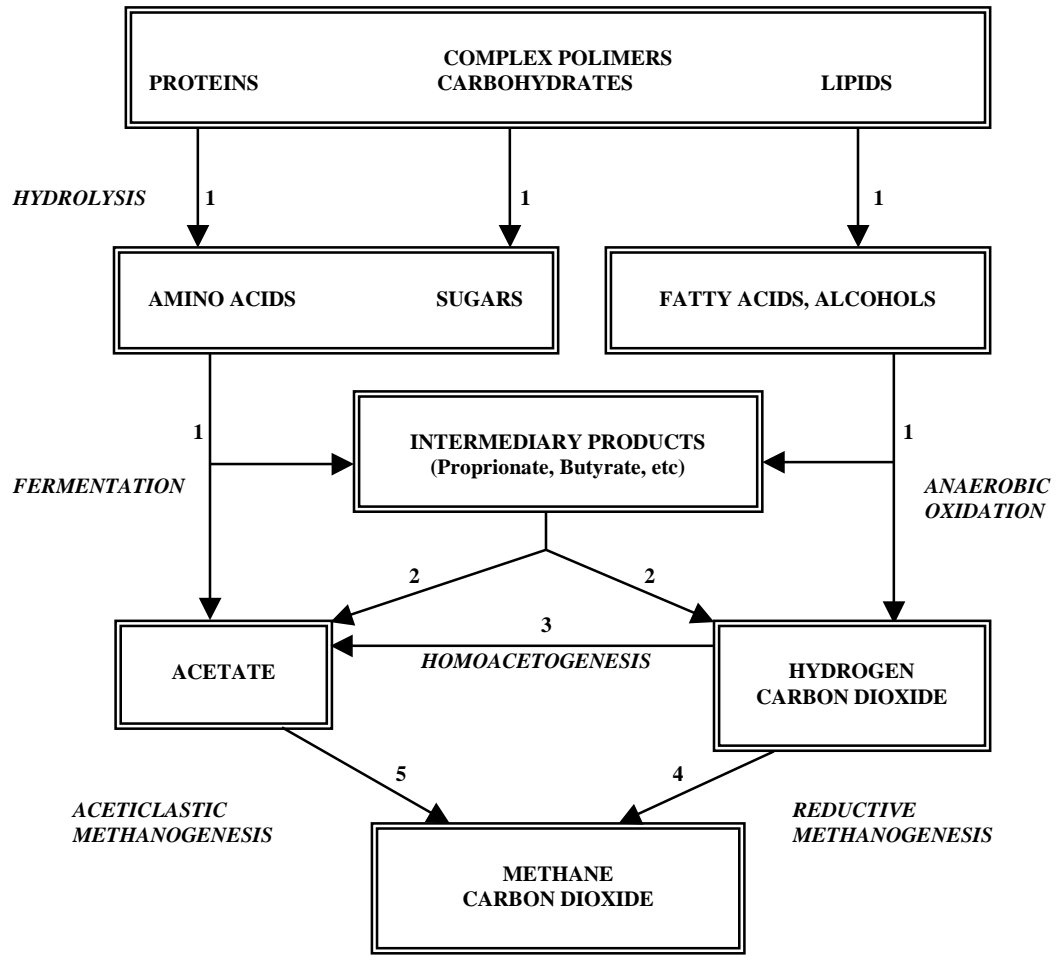 COMPLEX POLIMERS
PROTEINS CARBOHYDRATES LIPIDS
HYDROLYSIS 1 1 1
AMINO ACIDS SUGARS FATTY ACIDS, ALCOHOLS
1 INTERMEDIARY PRODUCTS 1
(Proprionate, Butyrate, etc)
FERMENTATION ANAEROBIC
OXIDATION
2 2
3
HOMOACETOGENESIS
ACETATE HYDROGEN
CARBON DIOXIDE
5 4
ACETICLASTIC REDUCTIVE
METHANOGENESIS METHANOGENESIS
METHANE
CARBON DIOXIDE